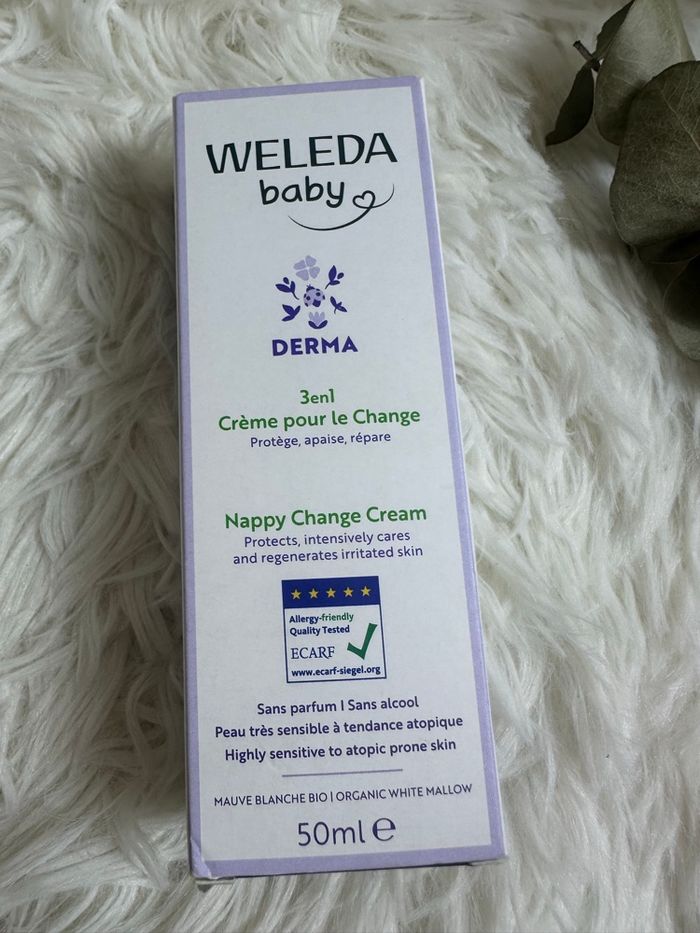 WELEDA
baby
DERMA
3en1
Crème pour le Change
Protège, apaise, répare
Nappy Change Cream
Protects, intensively cares
and regenerates irritated skin
Allergy-friendly
Quality Tested
ECARF
www.ecarf-siegel.org
Sans parfum | Sans alcool
Peau très sensible à tendance atopique
Highly sensitive to atopic prone skin
MAUVE BLANCHE BIO | ORGANIC WHITE MALLOW
50ml e